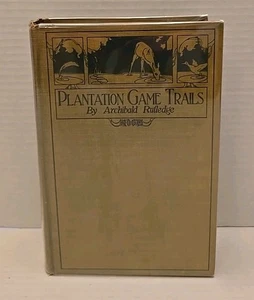 PLANTATION GAME TRAILS
By Archibald Rutledge